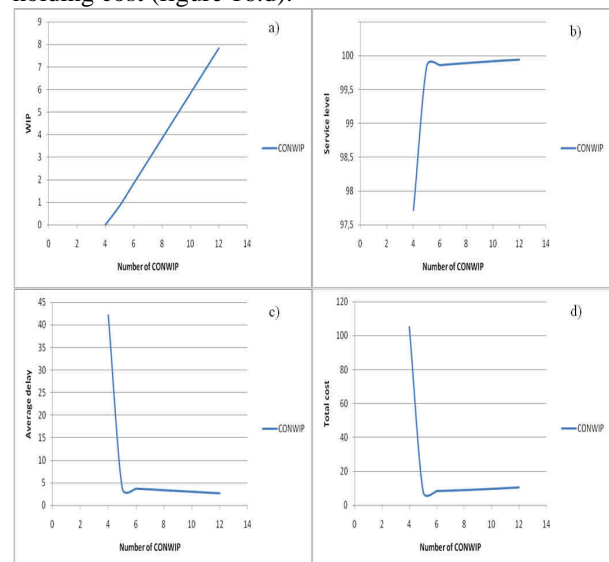 holding cost (figure 16.d).
a)
WIP
9
8
7
6
5
4
3
2
1
0
0 2 4 6 8 10 12 14
Number of CONWIP
CONWIP
b)
Service level
100
99,5
99
98,5
98
97,5
0 2 4 6 8 10 12 14
Number of CONWIP
CONWIP
c)
Average delay
45
40
35
30
25
20
15
10
5
0
0 2 4 6 8 10 12 14
Number of CONWIP
CONWIP
d)
Total cost
120
100
80
60
40
20
0
0 2 4 6 8 10 12 14
Number of CONWIP
CONWIP